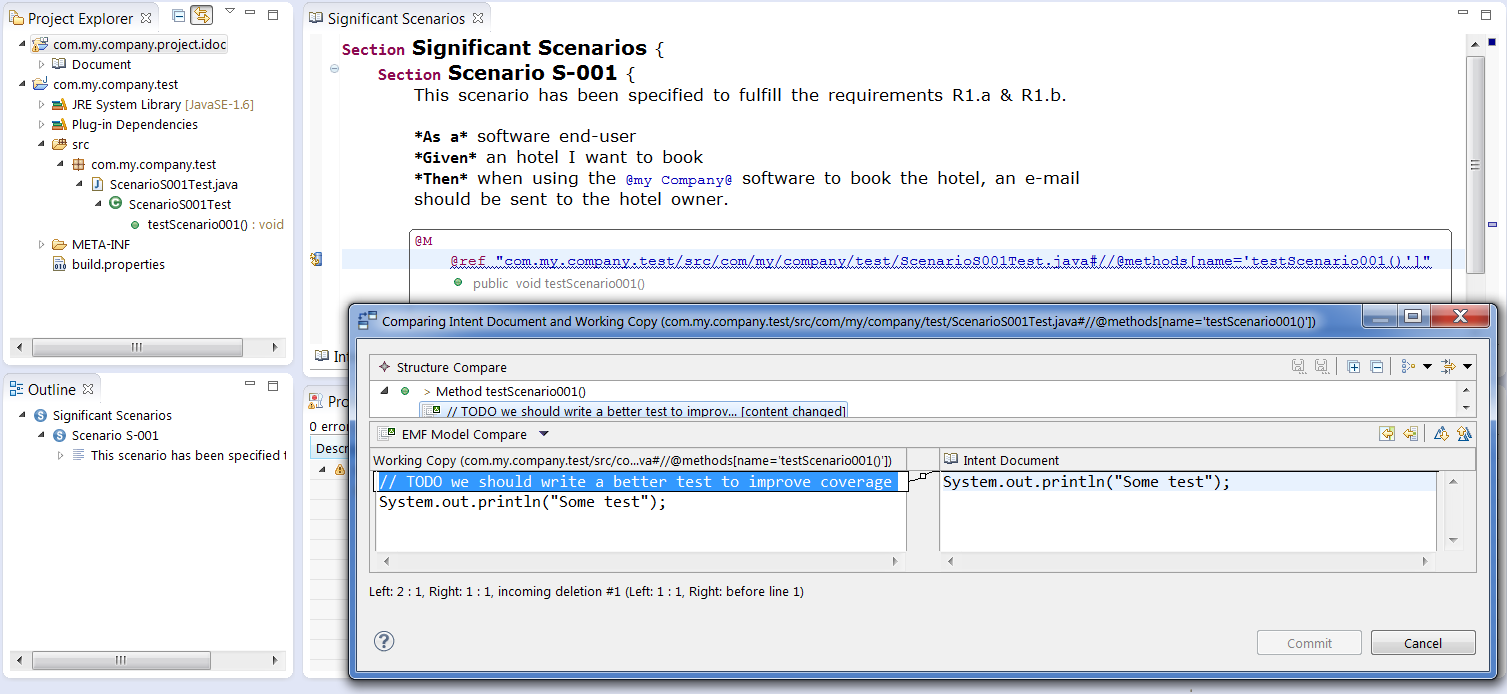 Project Explorer
com.my.company.project.idoc
Document
com.my.company.test
JRE System Library [JavaSE-1.6]
Plug-in Dependencies
src
com.my.company.test
ScenarioS001Test.java
ScenarioS001Test
testScenario001() : void
META-INF
build.properties
Outline
Significant Scenarios
Scenario S-001
This scenario has been specified t
Significant Scenarios
Section Significant Scenarios {
Section Scenario S-001 {
This scenario has been specified to fulfill the requirements R1.a & R1.b.
*As a* software end-user
*Given* an hotel I want to book
*Then* when using the @my Company@ software to book the hotel, an e-mail
should be sent to the hotel owner.
@M
@ref "com.my.company.test/src/com/my/company/test/ScenarioS001Test.java#//@methods[name='testScenario001()']"
public void testScenario001()
Int
Pro
0 error
Descr
Comparing Intent Document and Working Copy (com.my.company.test/src/com/my/company/test/ScenarioS001Test.java#//@methods[name='testScenario001()'])
Structure Compare
> Method testScenario001()
// TODO we should write a better test to improv... [content changed]
EMF Model Compare
Working Copy (com.my.company.test/src/co...va#//@methods[name='testScenario001()'])
Intent Document
// TODO we should write a better test to improve coverage
System.out.println("Some test");
System.out.println("Some test");
Left: 2 : 1, Right: 1 : 1, incoming deletion #1 (Left: 1 : 1, Right: before line 1)
Commit
Cancel